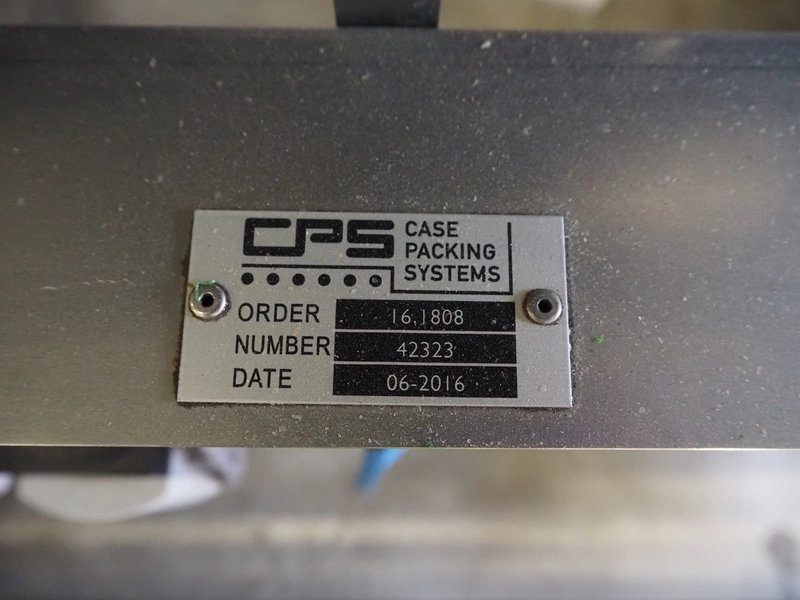 CPS
CASE
PACKING
SYSTEMS
ORDER 16.1808
NUMBER 42323
DATE 06-2016